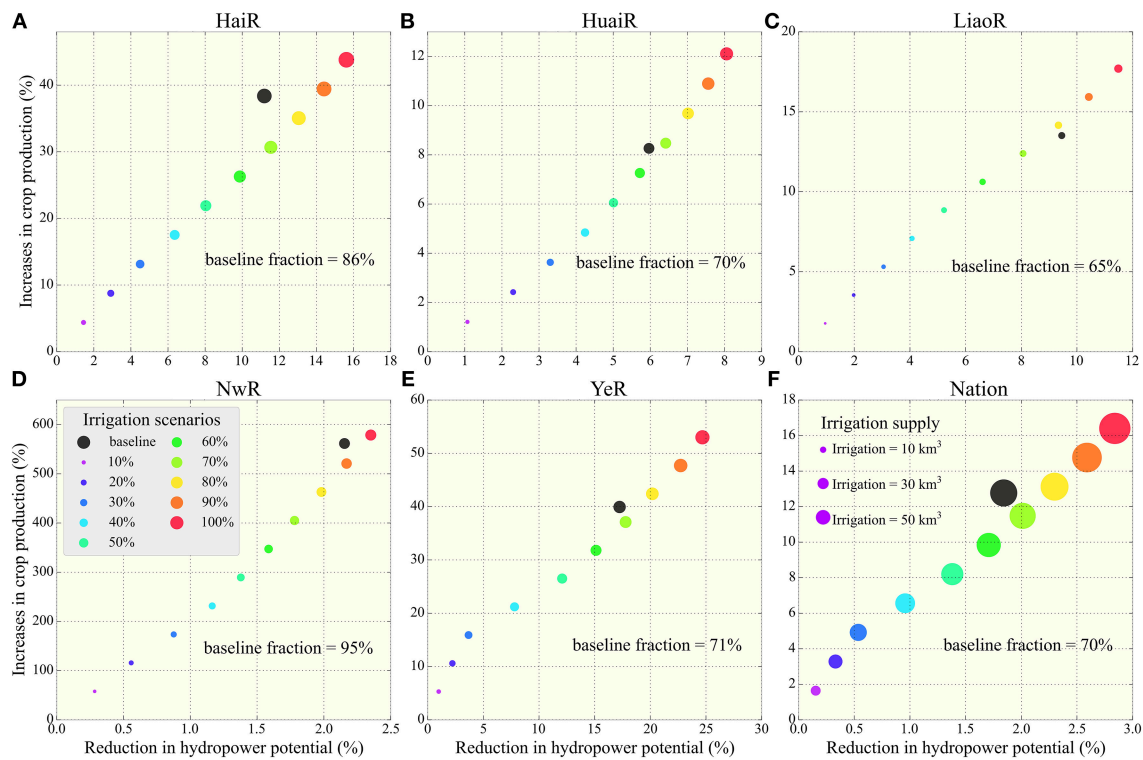 A HaiR
B HuaiR
C LiaoR
Increases in crop production (%)
40
30
20
10
0
baseline fraction = 86%
0 2 4 6 8 10 12 14 16 18
12
10
8
6
4
2
0
baseline fraction = 70%
0 1 2 3 4 5 6 7 8 9
20
15
10
5
0
baseline fraction = 65%
0 2 4 6 8 10 12
D NwR
E YeR
F Nation
Increases in crop production (%)
600
500
400
300
200
100
0
Irrigation scenarios
baseline 60%
10% 70%
20% 80%
30% 90%
40% 100%
50%
baseline fraction = 95%
0.0 0.5 1.0 1.5 2.0 2.5
Reduction in hydropower potential (%)
60
50
40
30
20
10
0
baseline fraction = 71%
0 5 10 15 20 25 30
Reduction in hydropower potential (%)
18
16
14
12
10
8
6
4
2
0
Irrigation supply
Irrigation = 10 km³
Irrigation = 30 km³
Irrigation = 50 km³
baseline fraction = 70%
0.0 0.5 1.0 1.5 2.0 2.5 3.0
Reduction in hydropower potential (%)